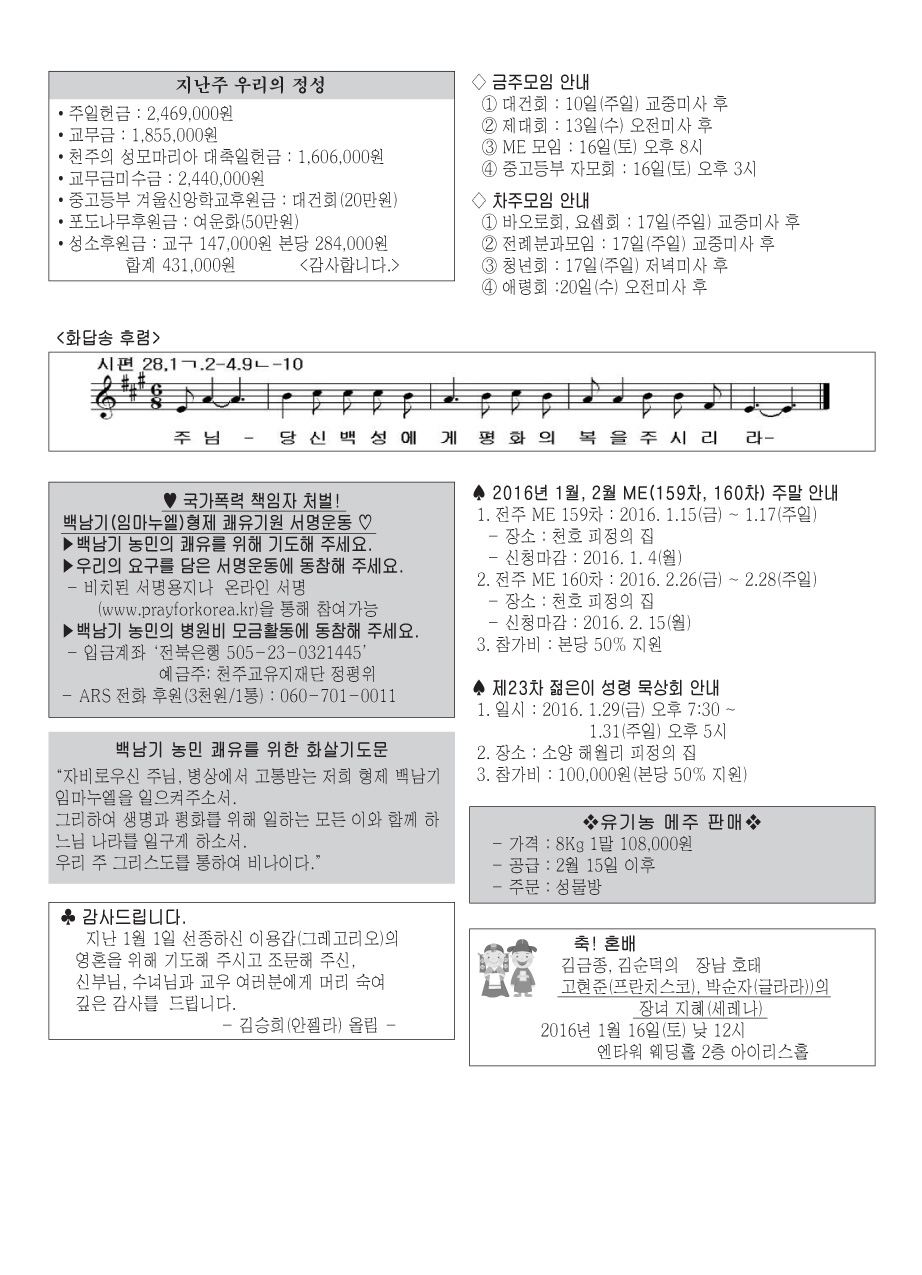 지난주 우리의 정성
• 주일헌금 : 2,469,000원
• 교무금 : 1,855,000원
• 천주의 성모마리아 대축일헌금 : 1,606,000원
• 교무금미수금 : 2,440,000원
• 중고등부 겨울신앙학교후원금 : 대건회(20만원)
• 포도나무후원금 : 여운화(50만원)
• 성소후원금 : 교구 147,000원 본당 284,000원
합계 431,000원 <감사합니다.>
◇ 금주모임 안내
① 대건회 : 10일(주일) 교중미사 후
② 제대회 : 13일(수) 오전미사 후
③ ME 모임 : 16일(토) 오후 8시
④ 중고등부 자모회 : 16일(토) 오후 3시
◇ 차주모임 안내
① 바오로회, 요셉회 : 17일(주일) 교중미사 후
② 전례분과모임 : 17일(주일) 교중미사 후
③ 청년회 : 17일(주일) 저녁미사 후
④ 애령회 :20일(수) 오전미사 후
<화답송 후렴>
시편 28,1ㄱ.2-4.9ㄴ-10
6
8
주 님 - 당 신 백 성 에 게 평 화 의 복 을 주 시 리 라-
♥ 국가폭력 책임자 처벌!
백남기(임마누엘)형제 쾌유기원 서명운동 ♡
▶백남기 농민의 쾌유를 위해 기도해 주세요.
▶우리의 요구를 담은 서명운동에 동참해 주세요.
- 비치된 서명용지나 온라인 서명
(www.prayforkorea.kr)을 통해 참여가능
▶백남기 농민의 병원비 모금활동에 동참해 주세요.
- 입금계좌 ‘전북은행 505-23-0321445’
예금주: 천주교유지재단 정평위
- ARS 전화 후원(3천원/1통) : 060-701-0011
백남기 농민 쾌유를 위한 화살기도문
“자비로우신 주님, 병상에서 고통받는 저희 형제 백남기
임마누엘을 일으켜주소서.
그리하여 생명과 평화를 위해 일하는 모든 이와 함께 하
느님 나라를 일구게 하소서.
우리 주 그리스도를 통하여 비나이다.”
♣ 감사드립니다.
지난 1월 1일 선종하신 이용갑(그레고리오)의
영혼을 위해 기도해 주시고 조문해 주신,
신부님, 수녀님과 교우 여러분에게 머리 숙여
깊은 감사를 드립니다.
- 김승희(안젤라) 올림 -
♠ 2016년 1월, 2월 ME(159차, 160차) 주말 안내
1. 전주 ME 159차 : 2016. 1.15(금) ~ 1.17(주일)
- 장소 : 천호 피정의 집
- 신청마감 : 2016. 1. 4(월)
2. 전주 ME 160차 : 2016. 2.26(금) ~ 2.28(주일)
- 장소 : 천호 피정의 집
- 신청마감 : 2016. 2. 15(월)
3. 참가비 : 본당 50% 지원
♠ 제23차 젊은이 성령 묵상회 안내
1. 일시 : 2016. 1.29(금) 오후 7:30 ~
1.31(주일) 오후 5시
2. 장소 : 소양 해월리 피정의 집
3. 참가비 : 100,000원(본당 50% 지원)
❖유기농 메주 판매❖
- 가격 : 8Kg 1말 108,000원
- 공급 : 2월 15일 이후
- 주문 : 성물방
축! 혼배
김금종, 김순덕의 장남 호태
고현준(프란치스코), 박순자(글라라))의
장녀 지혜(세레나)
2016년 1월 16일(토) 낮 12시
엔타워 웨딩홀 2층 아이리스홀